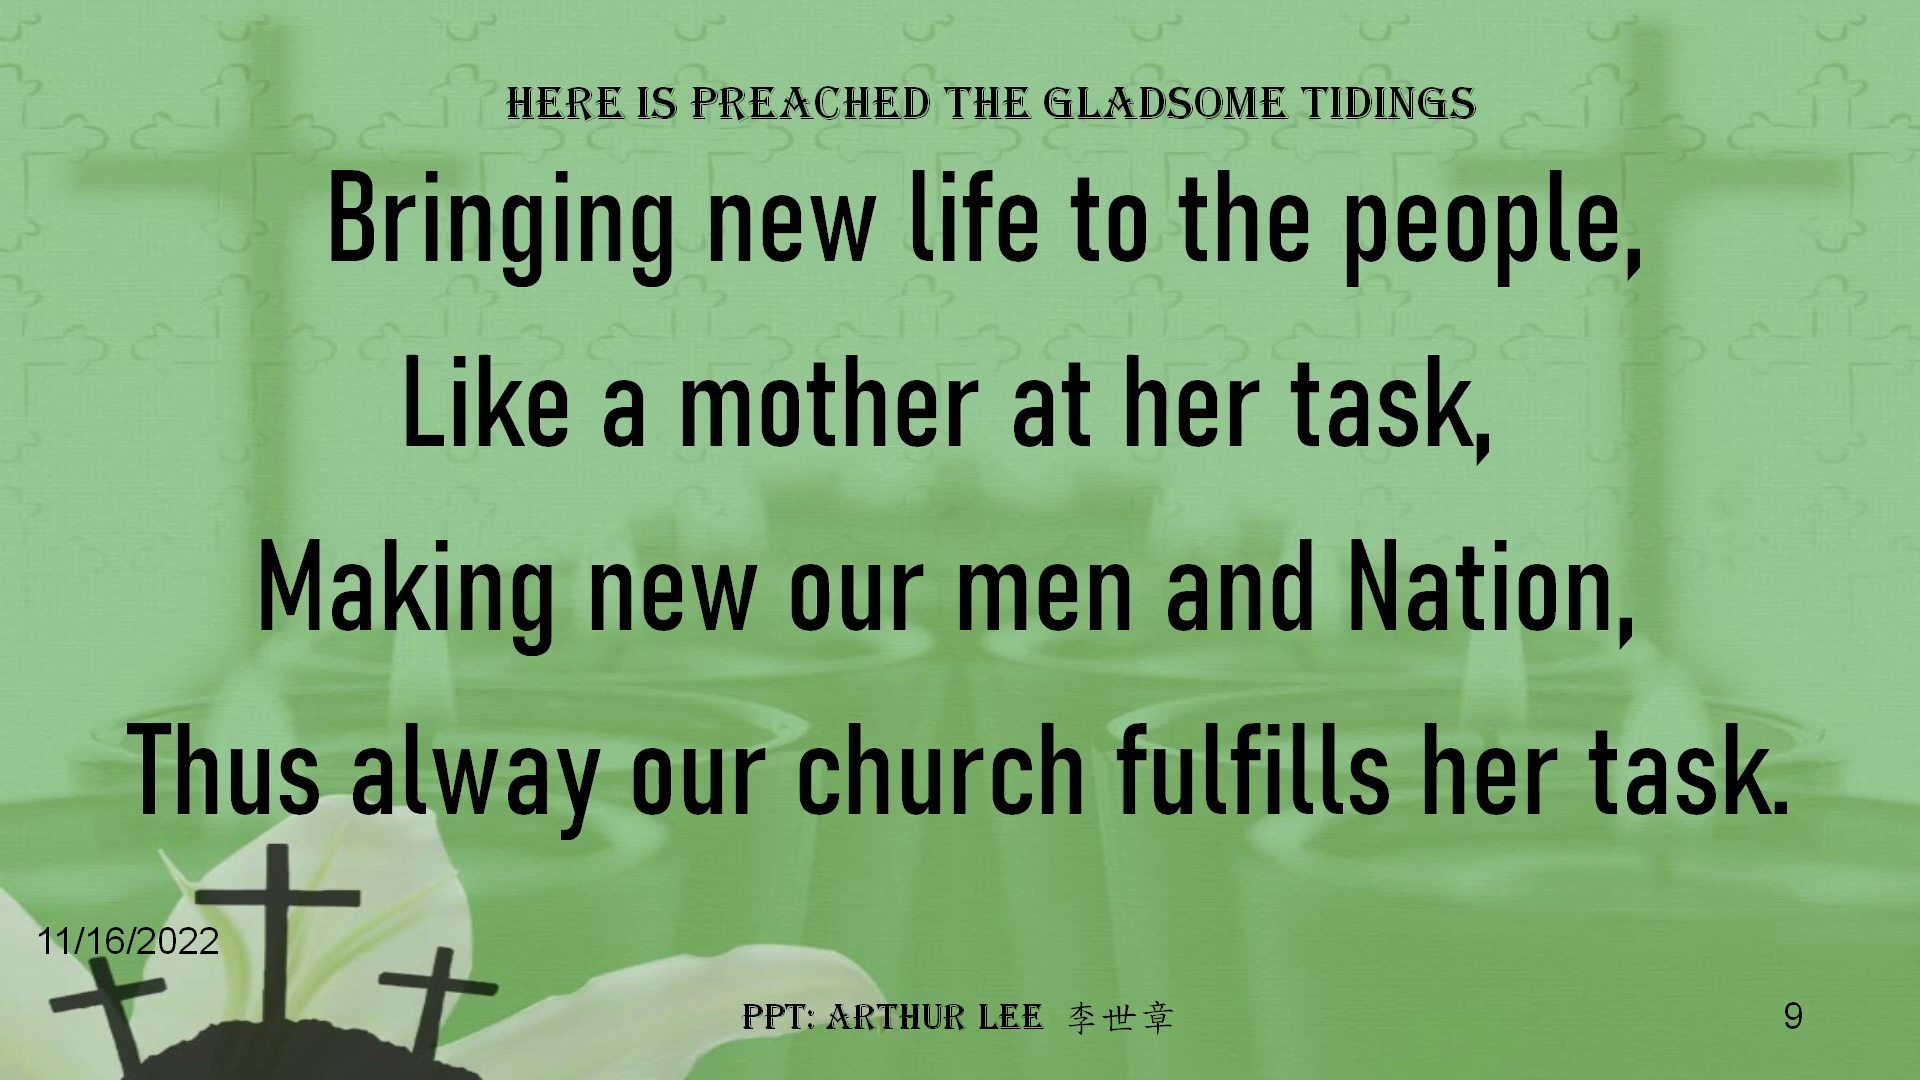 HERE IS PREACHED THE GLADSOME TIDINGS
Bringing new life to the people,
Like a mother at her task,
Making new our men and Nation,
Thus alway our church fulfills her task.
11/16/2022
PPT: ARTHUR LEE 李世章
9